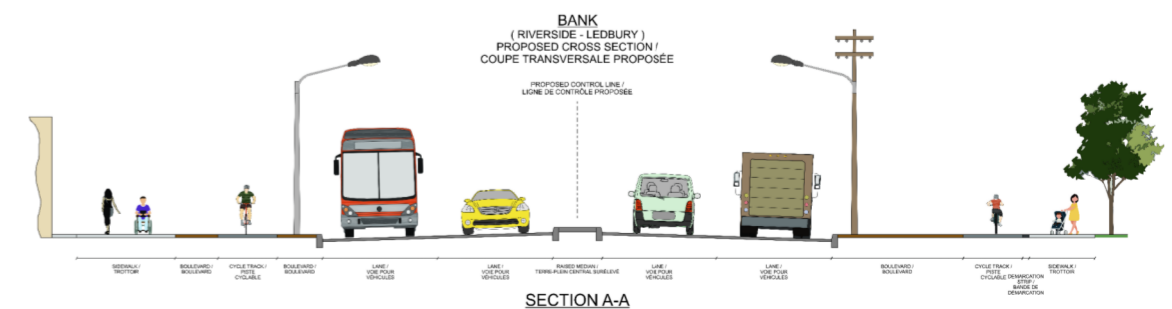 BANK
( RIVERSIDE - LEDBURY )
PROPOSED CROSS SECTION /
COUPE TRANSVERSALE PROPOSÉE
PROPOSED CONTROL LINE /
LIGNE DE CONTRÔLE PROPOSÉE
SIDEWALK /
TROTTOIR
BOULEVARD /
BOULEVARD
CYCLE TRACK /
PISTE
CYCLABLE
BOULEVARD /
BOULEVARD
LANE /
VOIE POUR
VÉHICULES
LANE /
VOIE POUR
VÉHICULES
RAISED MEDIAN /
TERRE-PLEIN CENTRAL SURÉLEVÉ
LANE /
VOIE POUR
VÉHICULES
LANE /
VOIE POUR
VÉHICULES
BOULEVARD /
BOULEVARD
CYCLE TRACK /
PISTE
CYCLABLE
DEMARCATION
STRIP /
BANDE DE
DÉMARCATION
SIDEWALK /
TROTTOIR
SECTION A-A